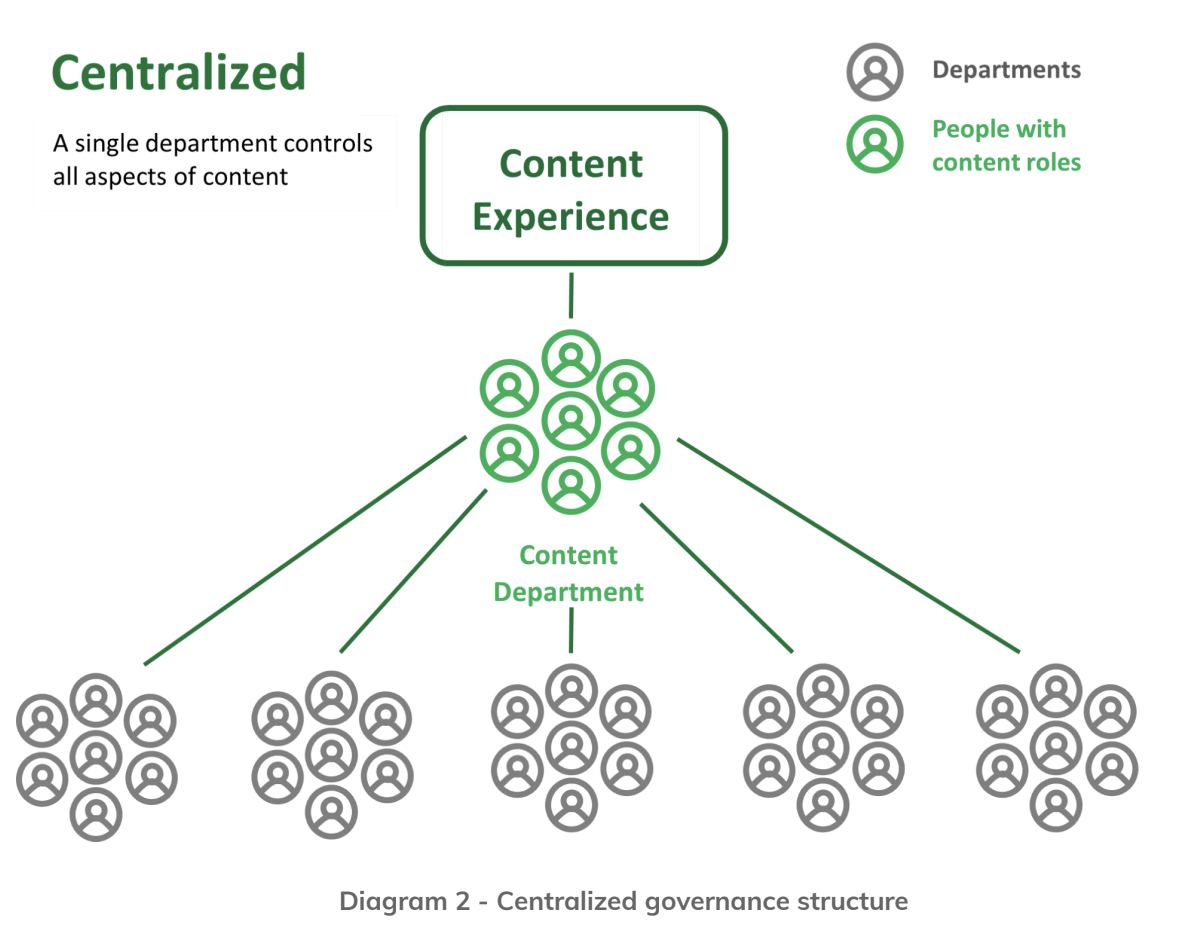 Centralized
A single department controls
all aspects of content
Content
Experience
Departments
People with
content roles
Content
Department
Diagram 2 - Centralized governance structure